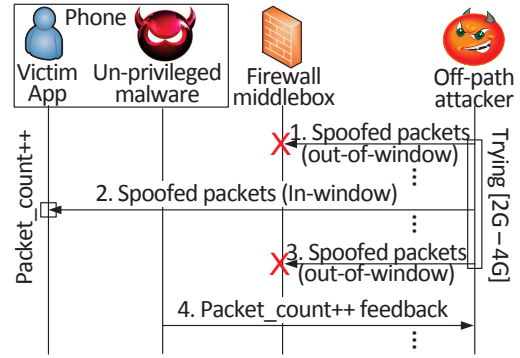 Phone
Victim
App
Un-privileged
malware
Firewall
middlebox
Off-path
attacker
1. Spoofed packets
(out-of-window)
...
2. Spoofed packets (In-window)
...
3. Spoofed packets
(out-of-window)
4. Packet_count++ feedback
...
Packet_count++
Trying [2G–4G]